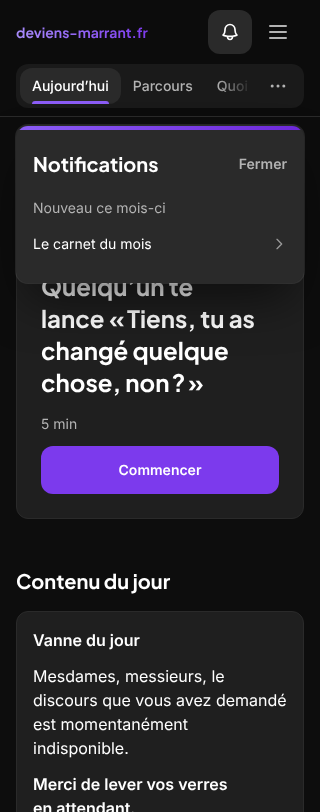 deviens-marrant.fr
Aujourd’hui Parcours Quoi
Notifications Fermer
Nouveau ce mois-ci
Le carnet du mois
Quelqu’un te
lance « Tiens, tu as
changé quelque
chose, non ? »
5 min
Commencer
Contenu du jour
Vanne du jour
Mesdames, messieurs, le
discours que vous avez demandé
est momentanément
indisponible.
Merci de lever vos verres
en attendant.